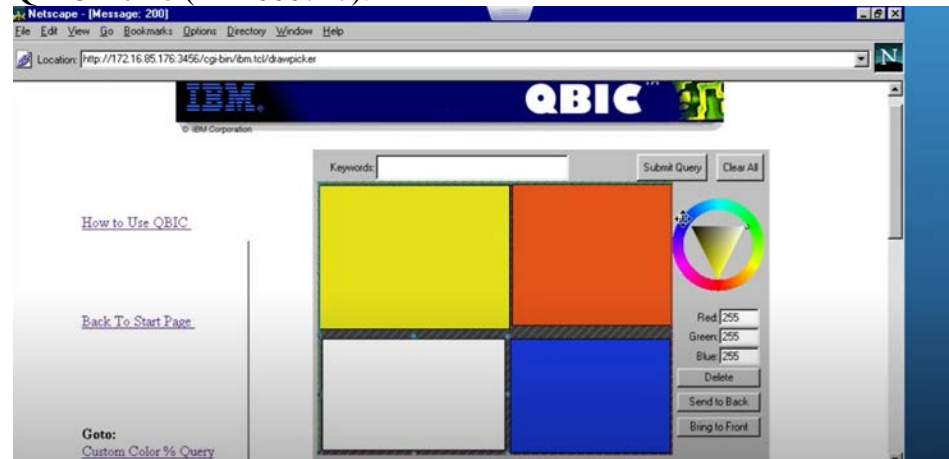 Netscape - [Message: 200]
File Edit View Go Bookmarks Options Directory Window Help
Location: http://172.16.85.176:3456/cgi-bin/ibm.tcl/drawpicker
N
IBM.
QBIC™
© IBM Corporation
Keywords:
Submit Query
Clear All
How to Use QBIC
Back To Start Page
Red: 255
Green: 255
Blue: 255
Delete
Send to Back
Bring to Front
Goto:
Custom Color % Query